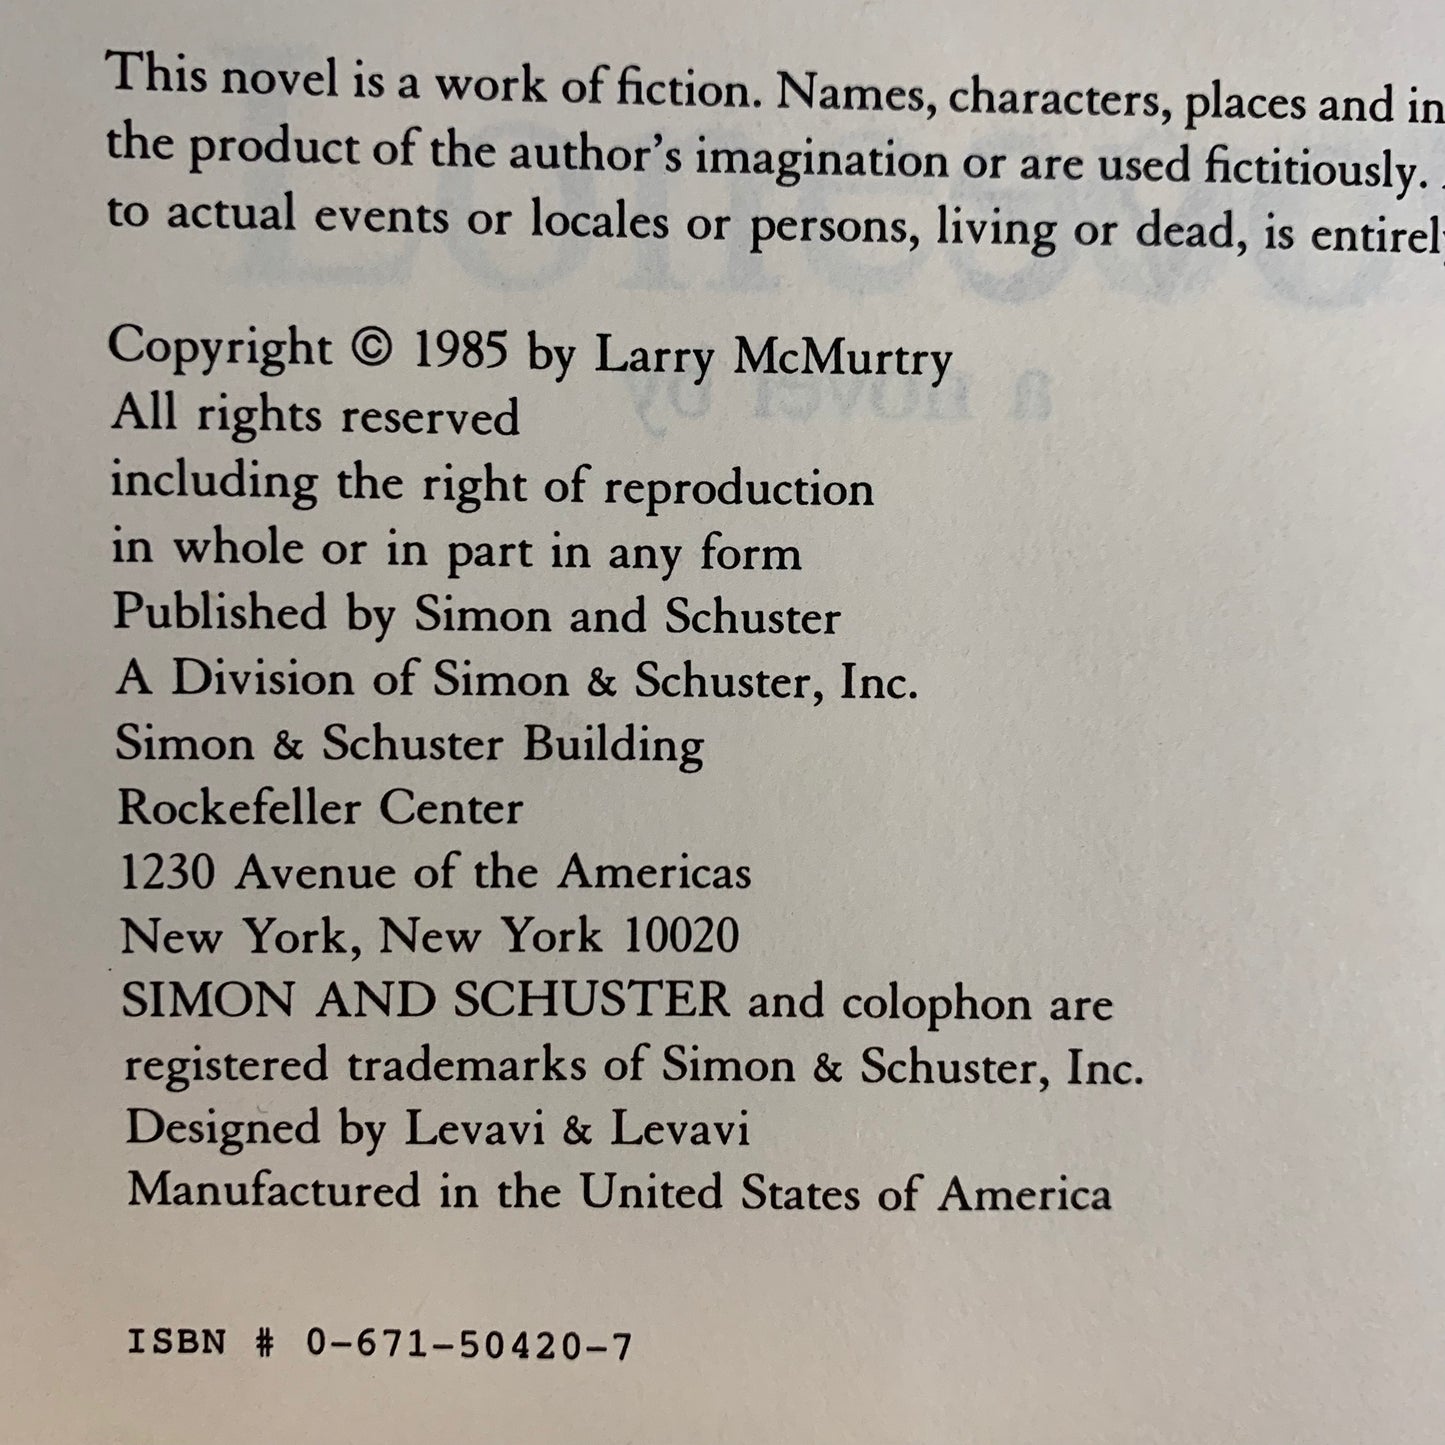 This novel is a work of fiction. Names, characters, places and in
the product of the author's imagination or are used fictitiously.
to actual events or locales or persons, living or dead, is entirely
Copyright © 1985 by Larry McMurtry
All rights reserved
including the right of reproduction
in whole or in part in any form
Published by Simon and Schuster
A Division of Simon & Schuster, Inc.
Simon & Schuster Building
Rockefeller Center
1230 Avenue of the Americas
New York, New York 10020
SIMON AND SCHUSTER and colophon are
registered trademarks of Simon & Schuster, Inc.
Designed by Levavi & Levavi
Manufactured in the United States of America
ISBN # 0-671-50420-7